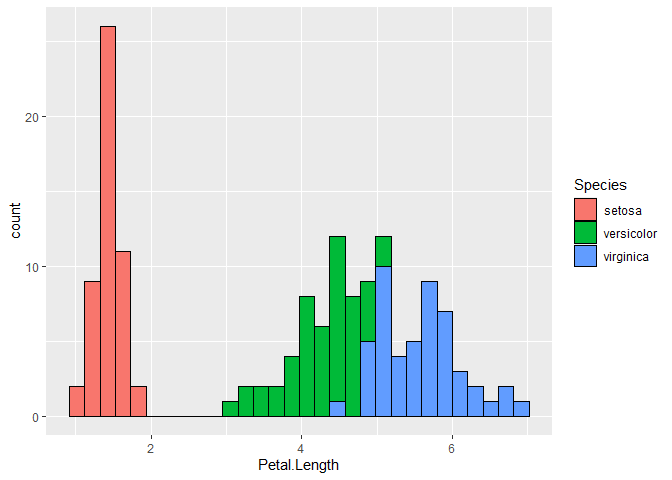 20
10
0
count
2 4 6
Petal.Length
Species
setosa
versicolor
virginica